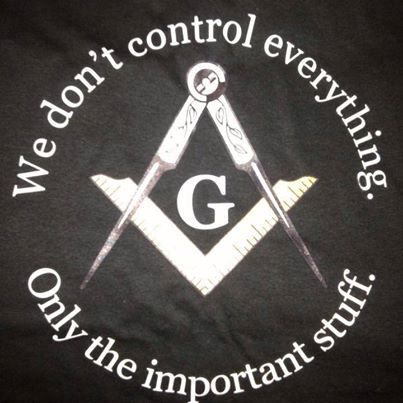 We don't control everything.
G
Only the important stuff.